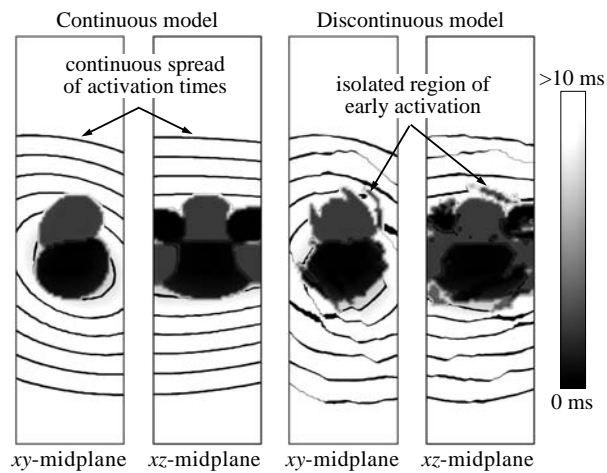 Continuous model
Discontinuous model
continuous spread
of activation times
isolated region of
early activation
>10 ms
0 ms
xy-midplane
xz-midplane
xy-midplane
xz-midplane